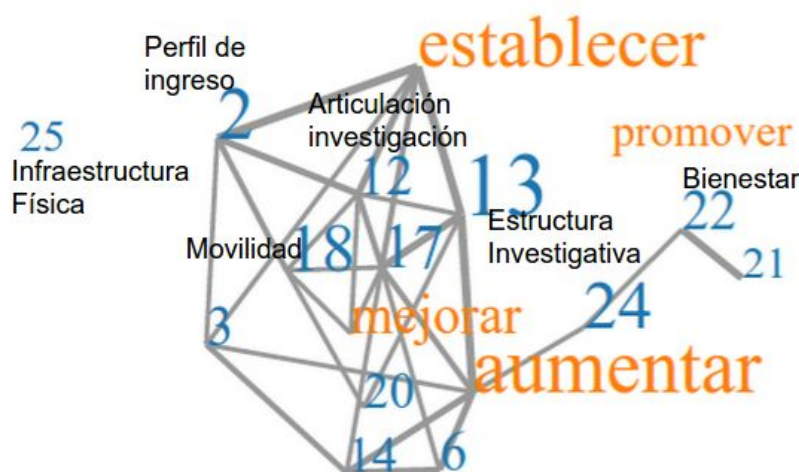 establecer
Perfil de
ingreso
2
Articulación
investigación
25
Infraestructura
Física
promover
12
13
Bienestar
22
Estructura
Investigativa
Movilidad
18
17
21
24
3
mejorar
aumentar
20
14
6